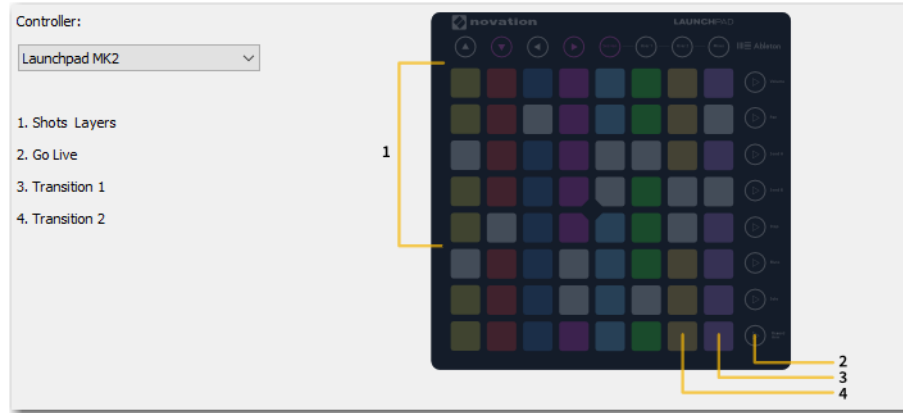 Controller:
Launchpad MK2
1. Shots Layers
2. Go Live
3. Transition 1
4. Transition 2
novation
LAUNCHPAD
Ableton
1
2
3
4